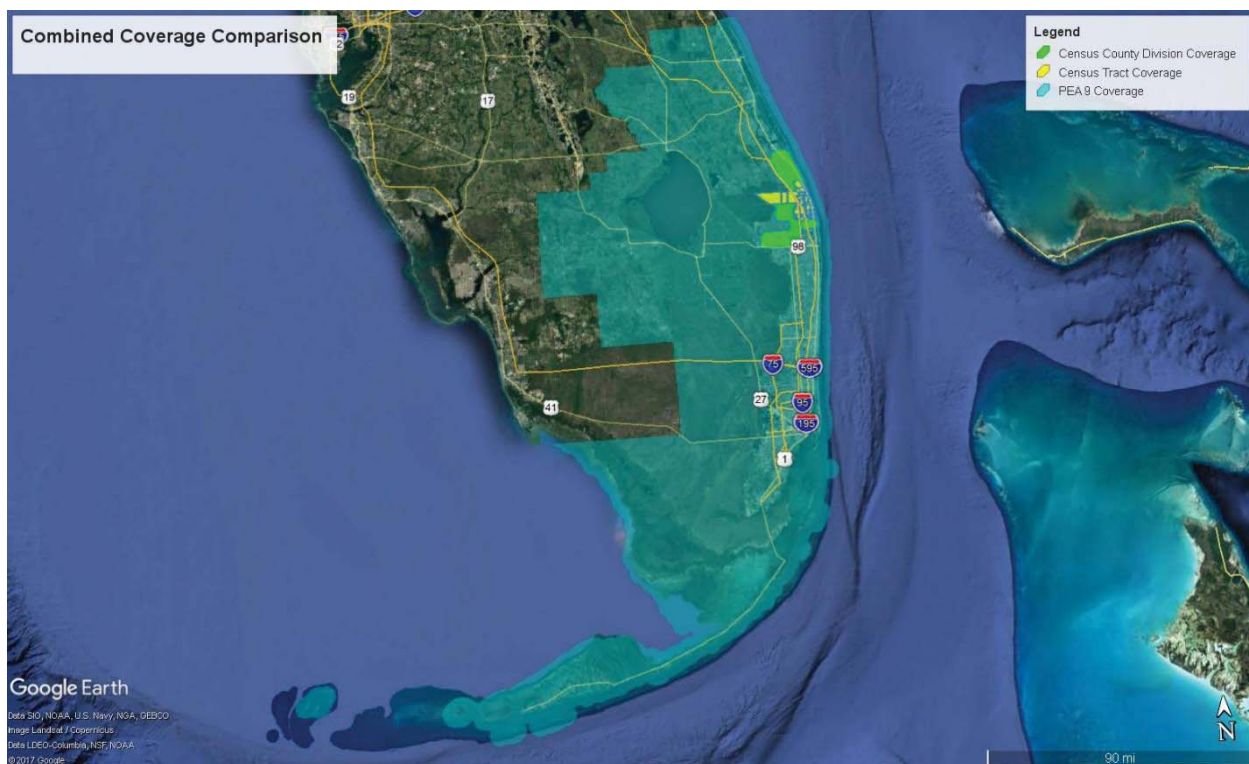 Combined Coverage Comparison
Legend
Census County Division Coverage
Census Tract Coverage
PEA 9 Coverage
19
17
98
75
595
27
95
195
41
1
Google Earth
Data SIO, NOAA, U.S. Navy, NGA, GEBCO
Image Landsat / Copernicus
Data LDEO-Columbia, NSF, NOAA
© 2017 Google
N
90 mi